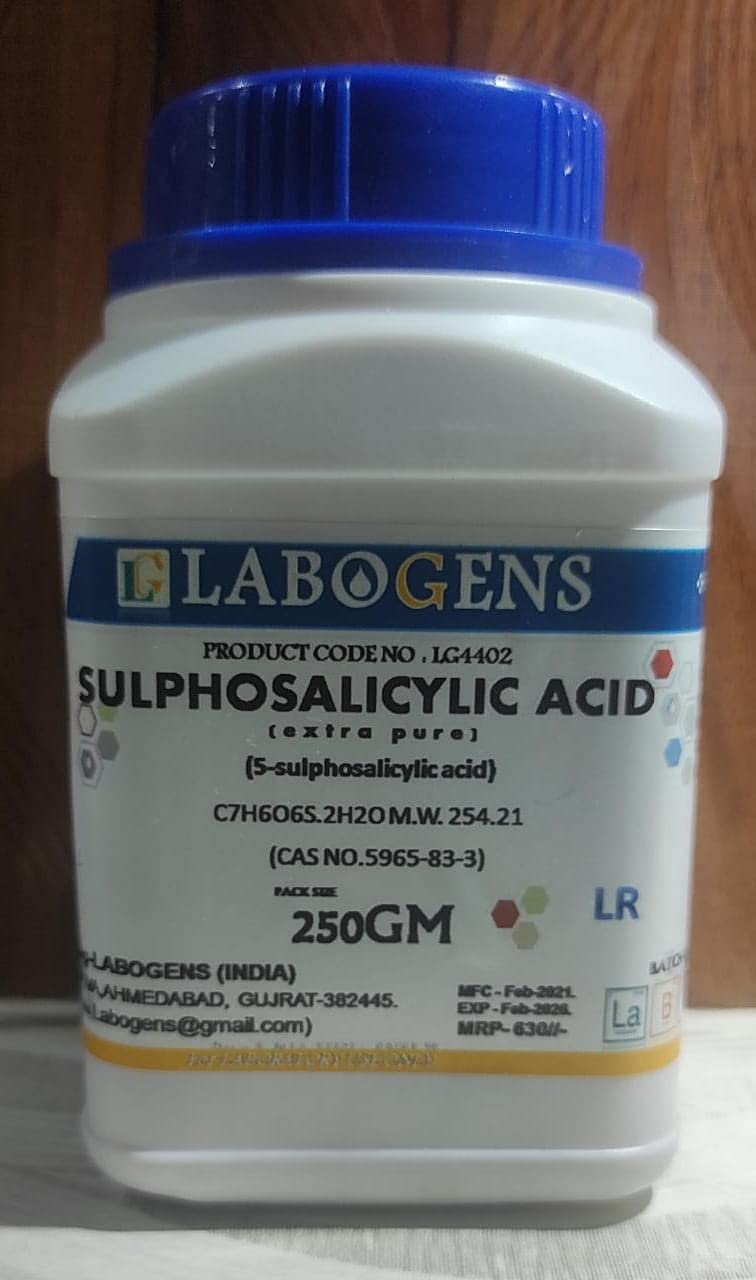 LG LABOGENS
PRODUCT CODE NO . LG4402
SULPHOSALICYLIC ACID
(extra pure)
(5-sulphosalicylic acid)
C7H6O6S.2H2O M.W. 254.21
(CAS NO.5965-83-3)
PACK SIZE
250GM
LR
-LABOGENS (INDIA)
AHMEDABAD, GUJRAT-382445.
Labogens@gmail.com)
MFC - Feb-2021.
EXP - Feb-2026.
MRP- 630//-
BATCH
La B